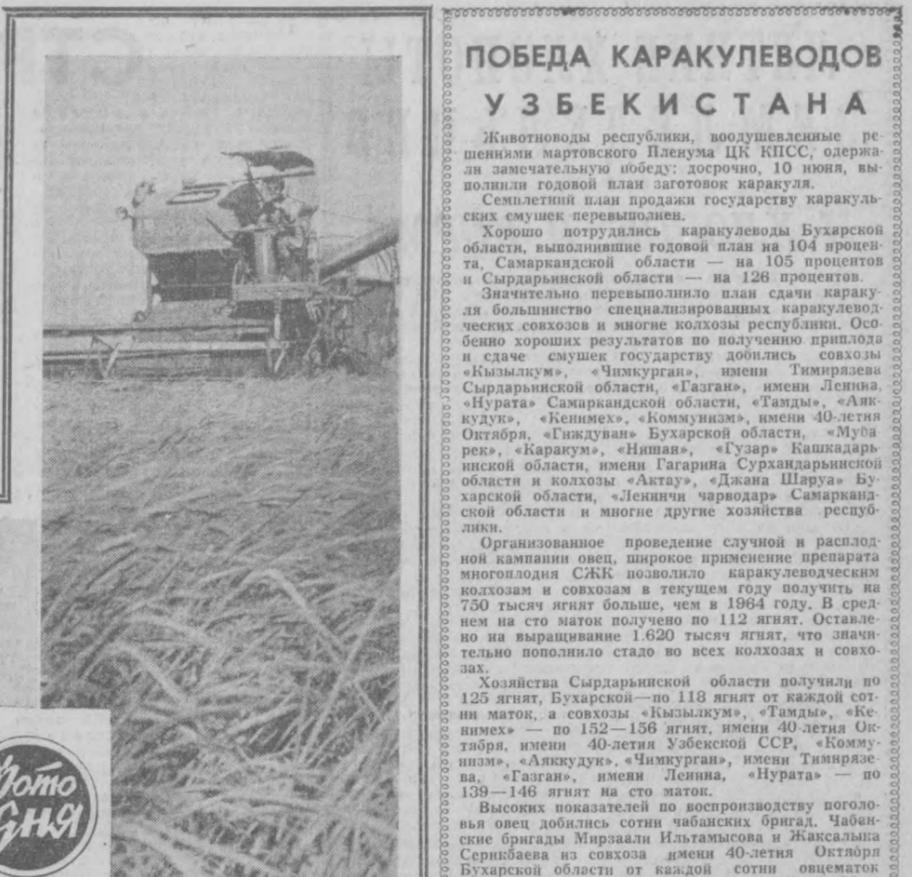 ПОБЕДА КАРАКУЛЕВОДОВ
УЗБЕКИСТАНА
Животноводы республики, воодушевленные ре-
шениями мартовского Пленума ЦК КПСС, одержа-
ли замечательную победу: досрочно, 10 июня, вы-
полнили годовой план заготовок каракуля.
Семилетний план продажи государству каракуль-
ских смушек перевыполнен.
Хорошо потрудились каракулеводы Бухарской
области, выполнившие годовой план на 104 процен-
та, Самаркандской области — на 105 процентов
и Сырдарьинской области — на 126 процентов.
Значительно перевыполнило план сдачи караку-
ля большинство специализированных каракулевод-
ческих совхозов и многие колхозы республики. Осо-
бенно хороших результатов по получению приплода
и сдаче смушек государству добились совхозы
«Кызылкум», «Чимкурган», имени Тимирязева
Сырдарьинской области, «Газган», имени Ленина,
«Нурата» Самаркандской области, «Тамды», «Аяк-
кудук», «Кенимех», «Коммунизм», имени 40-летия
Октября, «Гиждуван» Бухарской области, «Муба
рек», «Каракум», «Нишан», «Гузар» Кашкадарь
инской области, имени Гагарина Сурхандарьинской
области и колхозы «Актау», «Джана Шаруа» Бу-
харской области, «Ленинчи чарводар» Самарканд-
ской области и многие другие хозяйства респуб-
лики.
Организованное проведение случной и расплод-
ной кампании овец, широкое применение препарата
многоплодия СЖК позволило каракулеводческим
колхозам и совхозам в текущем году получить на
750 тысяч ягнят больше, чем в 1964 году. В сред-
нем на сто маток получено по 112 ягнят. Оставле-
но на выращивание 1.620 тысяч ягнят, что значи-
тельно пополнило стадо во всех колхозах и совхо-
зах.
Хозяйства Сырдарьинской области получили по
125 ягнят, Бухарской—по 118 ягнят от каждой сот-
ни маток, а совхозы «Кызылкум», «Тамды», «Ке-
нимех» — по 152—156 ягнят, имени 40-летия Ок-
тября, имени 40-летия Узбекской ССР, «Комму-
низм», «Аяккудук», «Чимкурган», имени Тимирязе-
ва, «Газган», имени Ленина, «Нурата» — по
139—146 ягнят на сто маток.
Высоких показателей по воспроизводству поголо-
вья овец добились сотни чабанских бригад. Чабан-
ские бригады Мирзаали Ильтамысова и Жаксалыка
Серикбаева из совхоза имени 40-летия Октября
Бухарской области от каждой сотни овцематок
Фото
дня